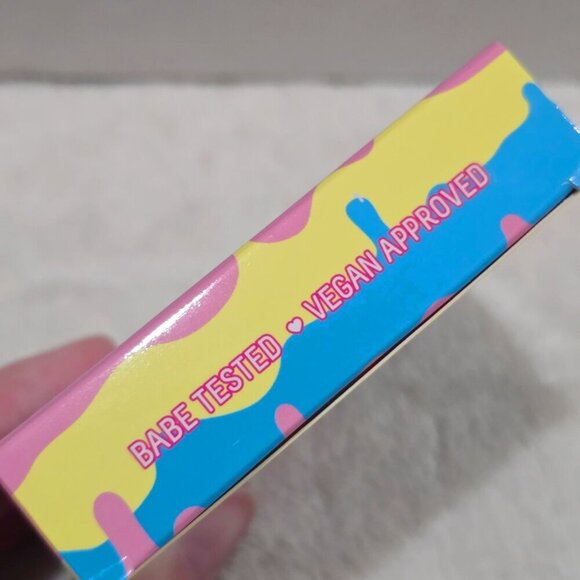 BABE TESTED ♥ VEGAN APPROVED